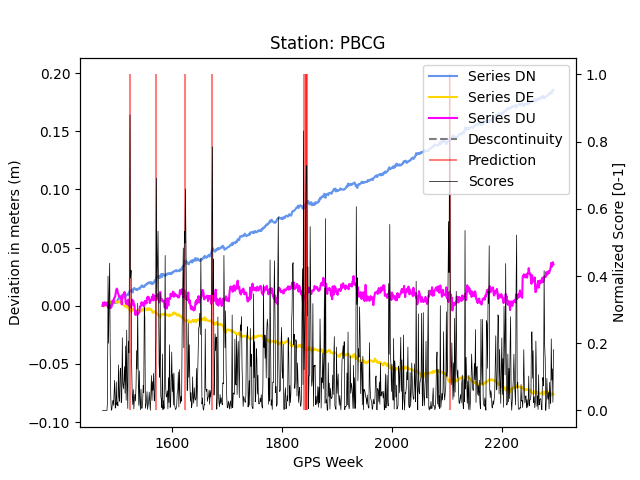 Station: PBCG
Series DN
Series DE
Series DU
Descontinuity
Prediction
Scores
0.20
0.15
0.10
0.05
0.00
−0.05
−0.10
Deviation in meters (m)
1.0
0.8
0.6
0.4
0.2
0.0
Normalized Score [0-1]
1600
1800
2000
2200
GPS Week